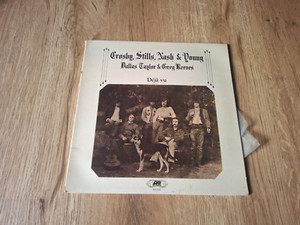 Crosby, Stills, Nash & Young
Dallas Taylor & Greg Reeves
Déjà vu